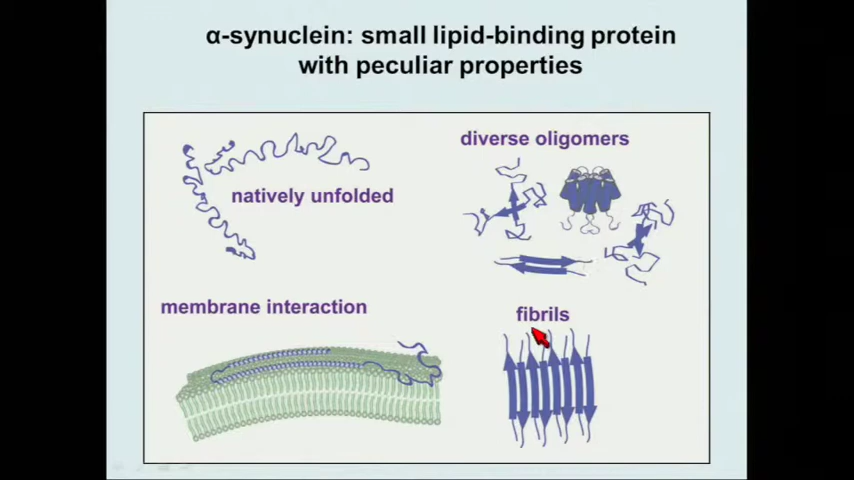 α-synuclein: small lipid-binding protein
with peculiar properties
natively unfolded
diverse oligomers
membrane interaction
fibrils